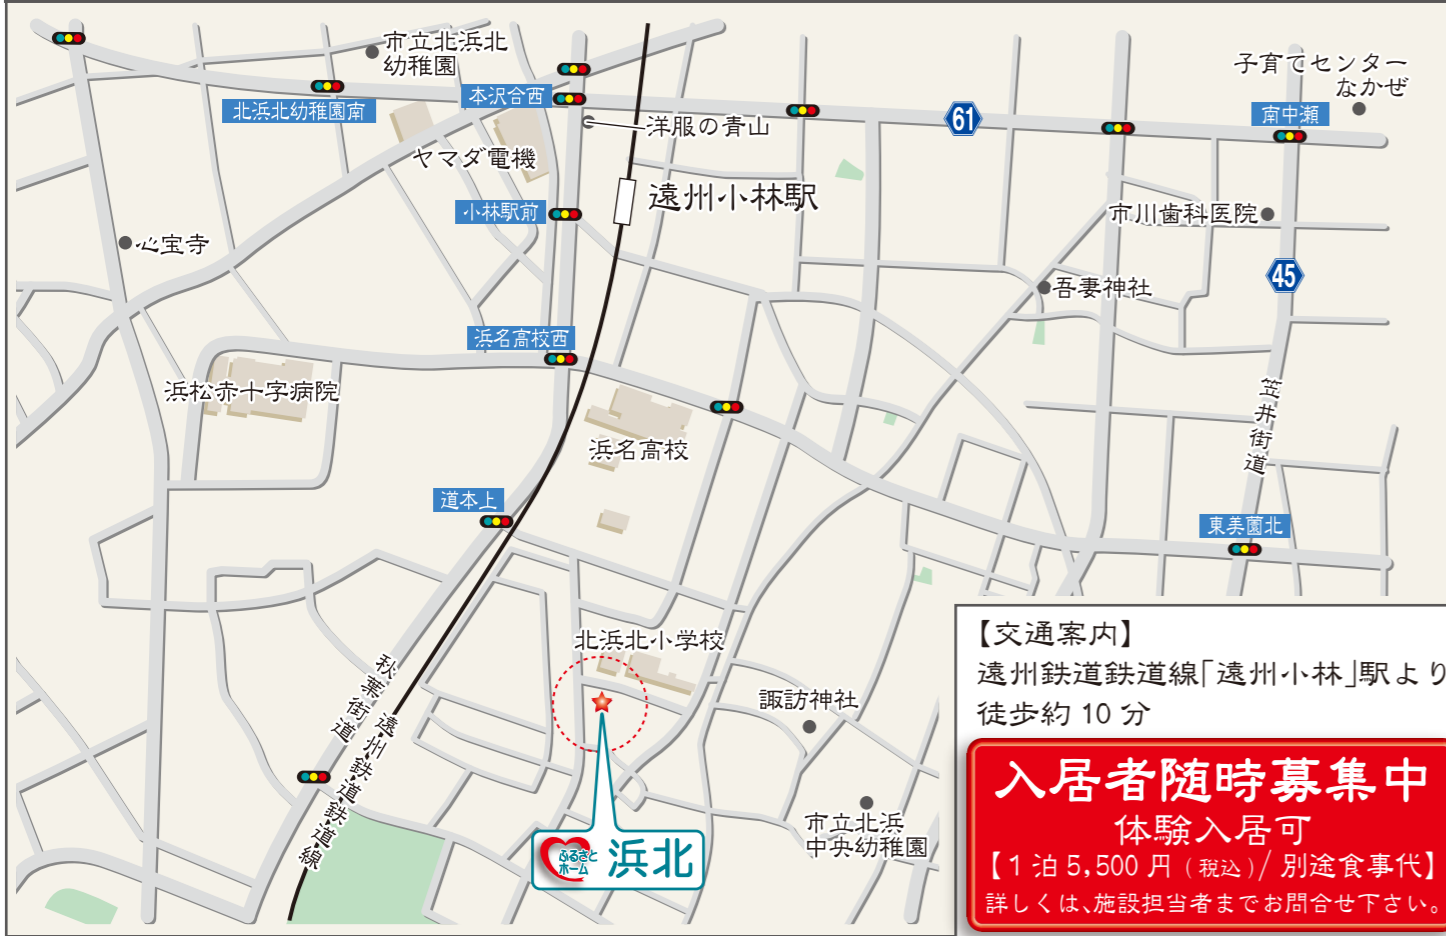 市立北浜北
幼稚園
北浜北幼稚園南
本沢合西
洋服の青山
ヤマダ電機
61
子育てセンター
なかぜ
南中瀬
遠州小林駅
小林駅前
市川歯科医院
心宝寺
吾妻神社
45
浜名高校西
浜松赤十字病院
笠井街道
浜名高校
道本上
東美薗北
北浜北小学校
秋葉街道
遠州鉄道鉄道線
諏訪神社
市立北浜
中央幼稚園
ふるさと
ホーム
浜北
【交通案内】
遠州鉄道鉄道線「遠州小林」駅より
徒歩約10分
入居者随時募集中
体験入居可
【1泊5,500円(税込)/別途食事代】
詳しくは、施設担当者までお問合せ下さい。